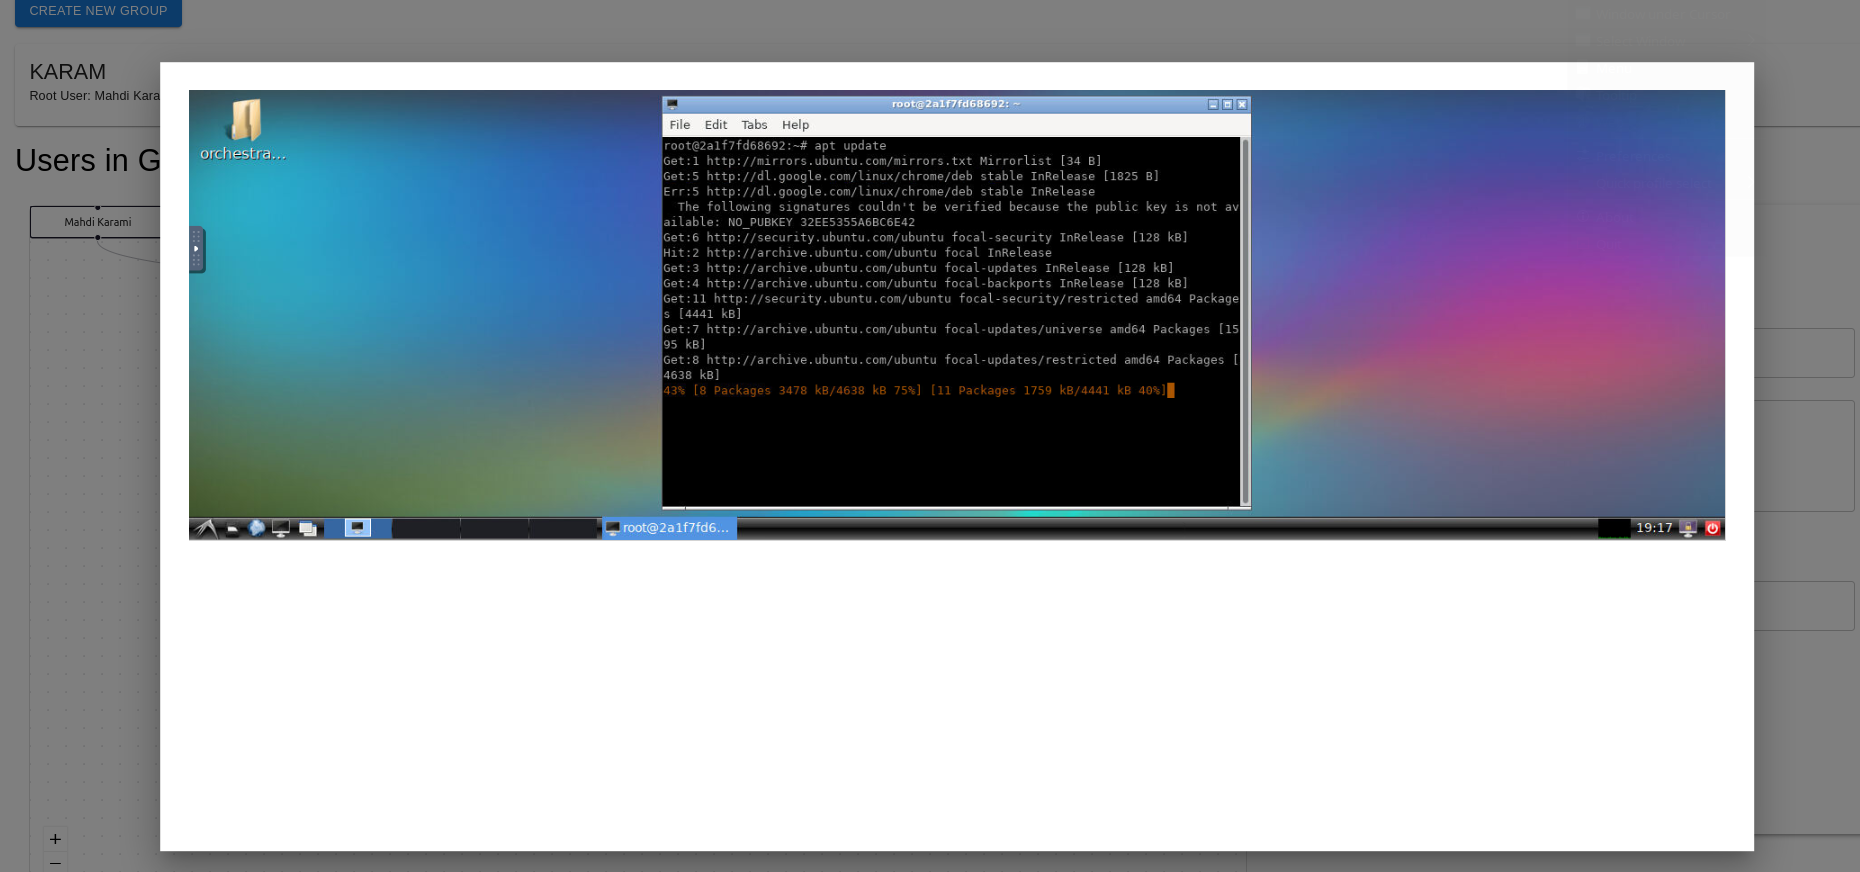 CREATE NEW GROUP
KARAM
Root User: Mahdi Kara
Users in G
Mahdi Karami
orchestra...
root@2a1f7fd68692: ~
File Edit Tabs Help
root@2a1f7fd68692:~# apt update
Get:1 http://mirrors.ubuntu.com/mirrors.txt Mirrorlist [34 B]
Get:5 http://dl.google.com/linux/chrome/deb stable InRelease [1825 B]
Err:5 http://dl.google.com/linux/chrome/deb stable InRelease
The following signatures couldn't be verified because the public key is not av
ailable: NO_PUBKEY 32EE5355A6BC6E42
Get:6 http://security.ubuntu.com/ubuntu focal-security InRelease [128 kB]
Hit:2 http://archive.ubuntu.com/ubuntu focal InRelease
Get:3 http://archive.ubuntu.com/ubuntu focal-updates InRelease [128 kB]
Get:4 http://archive.ubuntu.com/ubuntu focal-backports InRelease [128 kB]
Get:11 http://security.ubuntu.com/ubuntu focal-security/restricted amd64 Package
s [4441 kB]
Get:7 http://archive.ubuntu.com/ubuntu focal-updates/universe amd64 Packages [15
95 kB]
Get:8 http://archive.ubuntu.com/ubuntu focal-updates/restricted amd64 Packages [
4638 kB]
43% [8 Packages 3478 kB/4638 kB 75%] [11 Packages 1759 kB/4441 kB 40%]
root@2a1f7fd6...
19:17
+
−